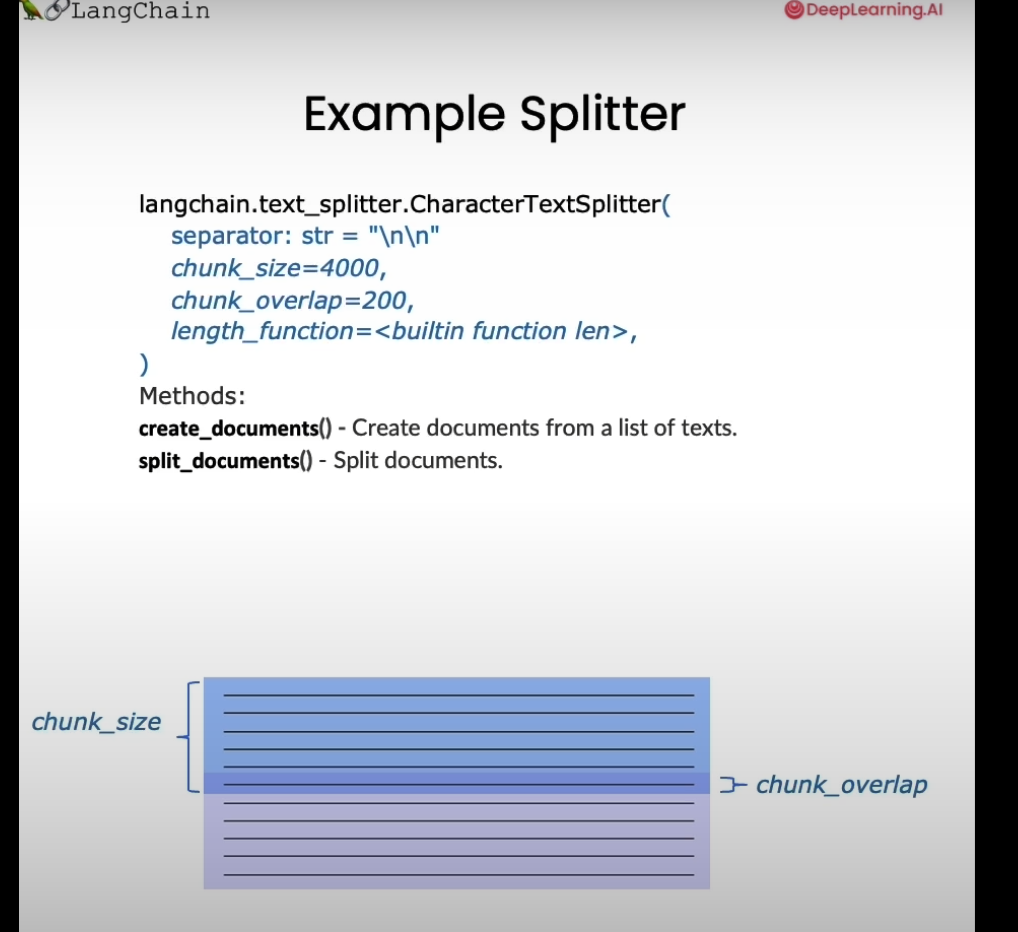 LangChain
DeepLearning.AI
Example Splitter
langchain.text_splitter.CharacterTextSplitter(
separator: str = "\n\n"
chunk_size=4000,
chunk_overlap=200,
length_function=<builtin function len>,
)
Methods:
create_documents() - Create documents from a list of texts.
split_documents() - Split documents.
chunk_size
chunk_overlap